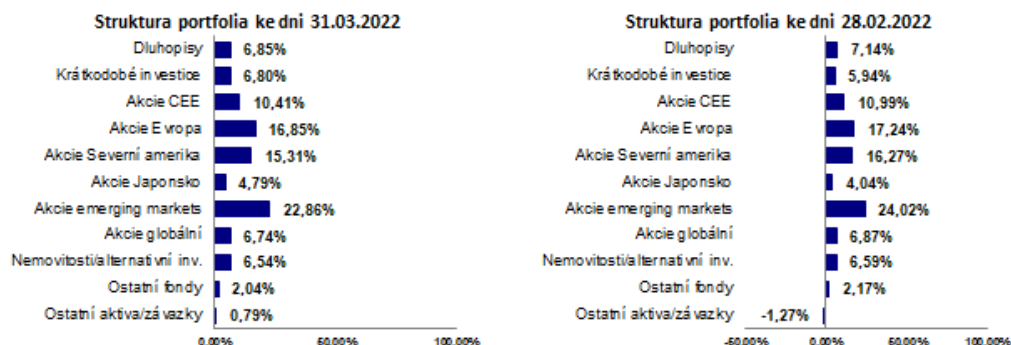 Struktura portfolia ke dni 31.03.2022
Dluhopisy 6,85%
Krátkodobé investice 6,80%
Akcie CEE 10,41%
Akcie Evropa 16,85%
Akcie Severní amerika 15,31%
Akcie Japonsko 4,79%
Akcie emerging markets 22,86%
Akcie globální 6,74%
Nemovitosti/alternativní inv. 6,54%
Ostatní fondy 2,04%
Ostatní aktiva/závazky 0,79%
0,00% 50,00% 100,00%
Struktura portfolia ke dni 28.02.2022
Dluhopisy 7,14%
Krátkodobé investice 5,94%
Akcie CEE 10,99%
Akcie Evropa 17,24%
Akcie Severní amerika 16,27%
Akcie Japonsko 4,04%
Akcie emerging markets 24,02%
Akcie globální 6,87%
Nemovitosti/alternativní inv. 6,59%
Ostatní fondy 2,17%
Ostatní aktiva/závazky -1,27%
-50,00% 0,00% 50,00% 100,00%